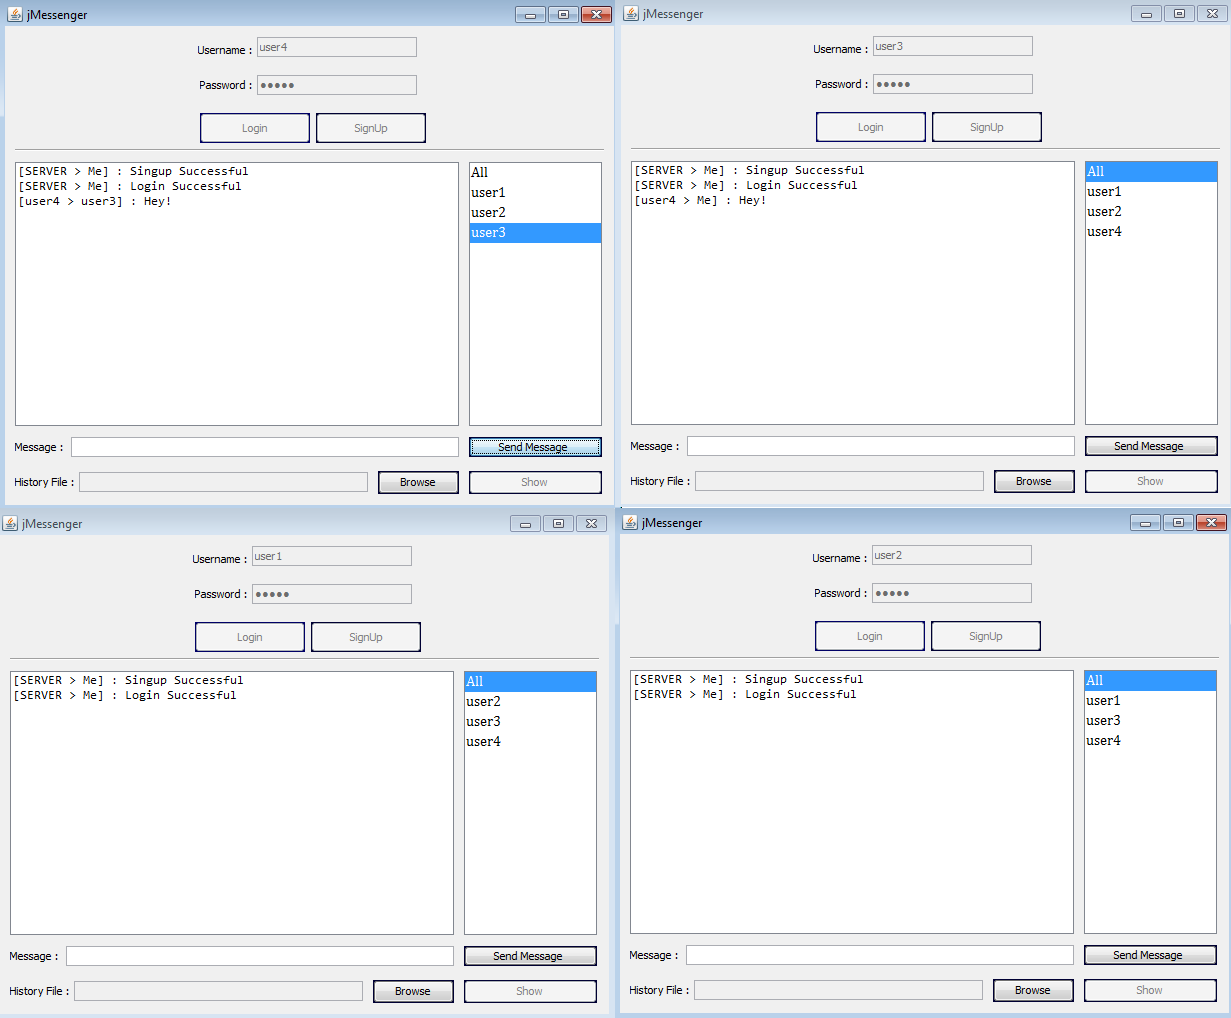 jMessenger
Username : user4
Password : •••••
Login SignUp
[SERVER > Me] : Singup Successful
[SERVER > Me] : Login Successful
[user4 > user3] : Hey!
All
user1
user2
user3
Message : Send Message
History File : Browse Show
jMessenger
Username : user3
Password : •••••
Login SignUp
[SERVER > Me] : Singup Successful
[SERVER > Me] : Login Successful
[user4 > Me] : Hey!
All
user1
user2
user4
Message : Send Message
History File : Browse Show
jMessenger
Username : user1
Password : •••••
Login SignUp
[SERVER > Me] : Singup Successful
[SERVER > Me] : Login Successful
All
user2
user3
user4
Message : Send Message
History File : Browse Show
jMessenger
Username : user2
Password : •••••
Login SignUp
[SERVER > Me] : Singup Successful
[SERVER > Me] : Login Successful
All
user1
user3
user4
Message : Send Message
History File : Browse Show